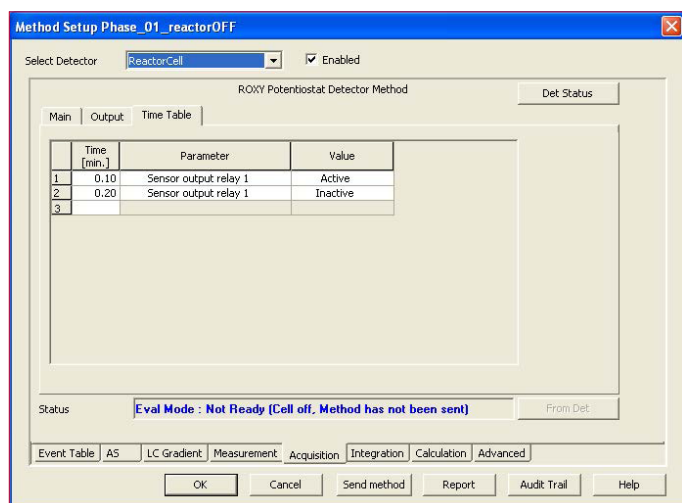 Method Setup Phase_01_reactorOFF
Select Detector ReactorCell Enabled
ROXY Potentiostat Detector Method Det Status
Main Output Time Table
Time [min.] Parameter Value
1 0.10 Sensor output relay 1 Active
2 0.20 Sensor output relay 1 Inactive
3
Status Eval Mode : Not Ready (Cell off, Method has not been sent) From Det
Event Table AS LC Gradient Measurement Acquisition Integration Calculation Advanced
OK Cancel Send method Report Audit Trail Help